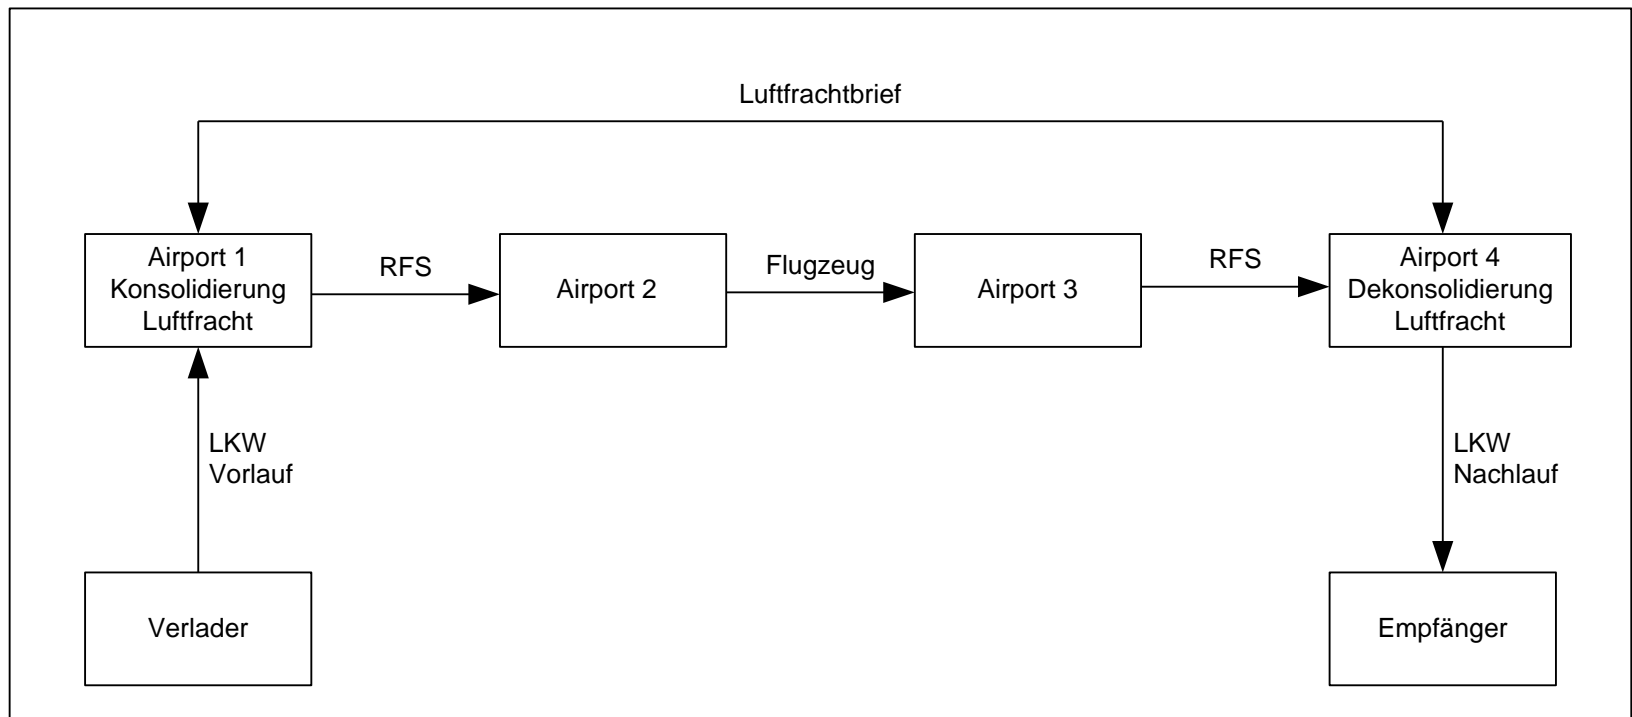 Luftfrachtbrief
Airport 1
Konsolidierung
Luftfracht
RFS
Airport 2
Flugzeug
Airport 3
RFS
Airport 4
Dekonsolidierung
Luftfracht
LKW
Vorlauf
LKW
Nachlauf
Verlader
Empfänger